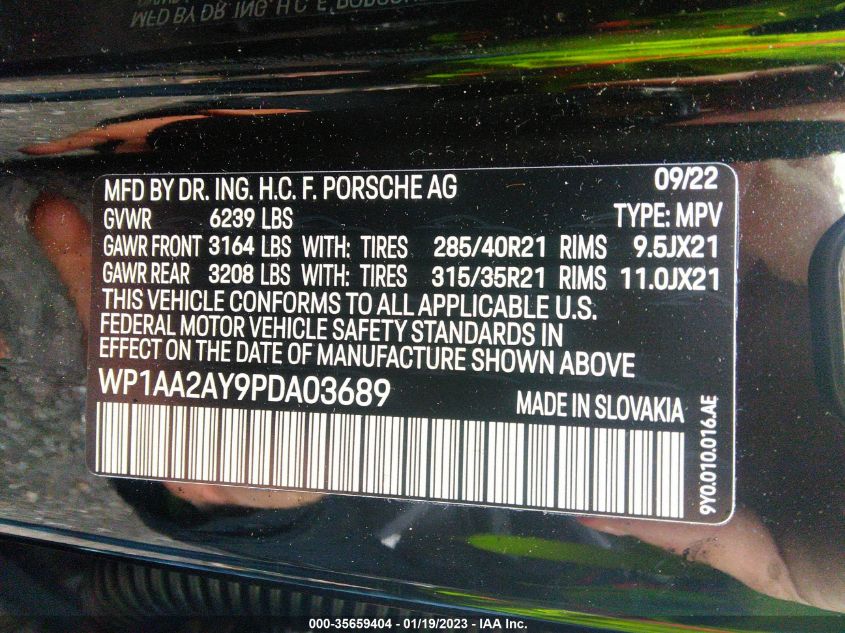 MFD BY DR. ING. H.C. F. PORSCHE AG 09/22
GVWR 6239 LBS TYPE: MPV
GAWR FRONT 3164 LBS WITH: TIRES 285/40R21 RIMS 9.5JX21
GAWR REAR 3208 LBS WITH: TIRES 315/35R21 RIMS 11.0JX21
THIS VEHICLE CONFORMS TO ALL APPLICABLE U.S.
FEDERAL MOTOR VEHICLE SAFETY STANDARDS IN
EFFECT ON THE DATE OF MANUFACTURE SHOWN ABOVE
WP1AA2AY9PDA03689
MADE IN SLOVAKIA
9Y0.010.016.AE
000-35659404 - 01/19/2023 - IAA Inc.